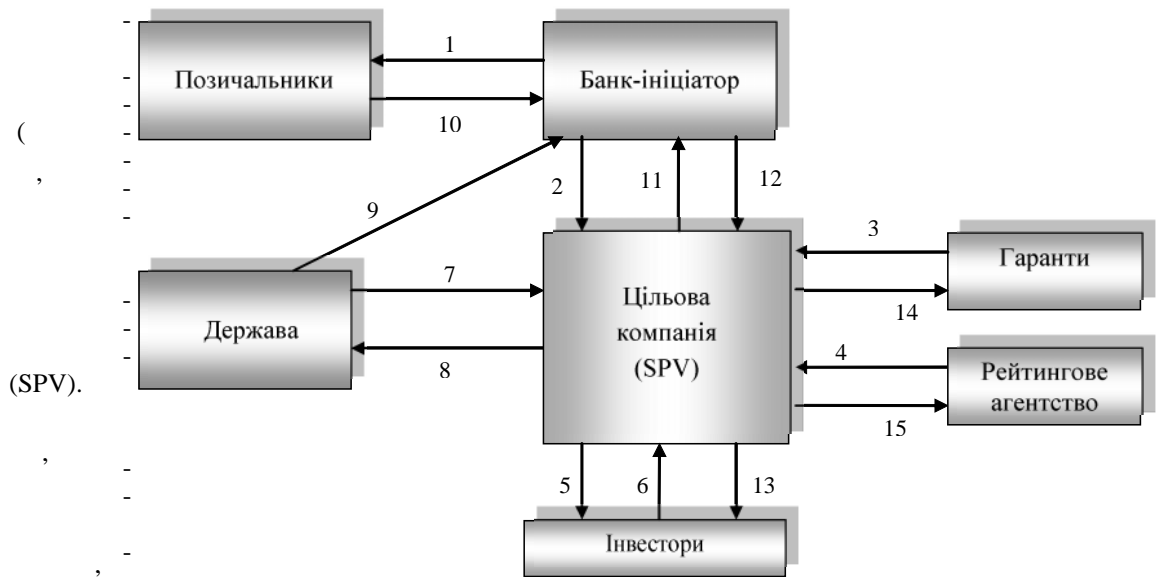 -
1
Позичальники
Банк-ініціатор
-
-
10
(
-
-
,
-
2
11
12
-
9
3
Гаранти
7
Цільова
компанія
(SPV)
-
14
-
Держава
4
-
8
Рейтингове
агентство
(SPV).
15
,
-
5
6
13
-
Інвестори
-
,